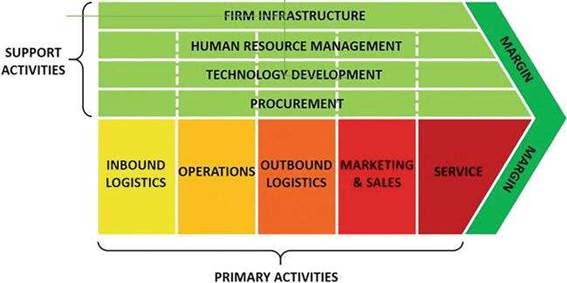 FIRM INFRASTRUCTURE
SUPPORT
ACTIVITIES
HUMAN RESOURCE MANAGEMENT
TECHNOLOGY DEVELOPMENT
PROCUREMENT
MARGIN
INBOUND
LOGISTICS
OPERATIONS
OUTBOUND
LOGISTICS
MARKETING
& SALES
SERVICE
MARGIN
PRIMARY ACTIVITIES